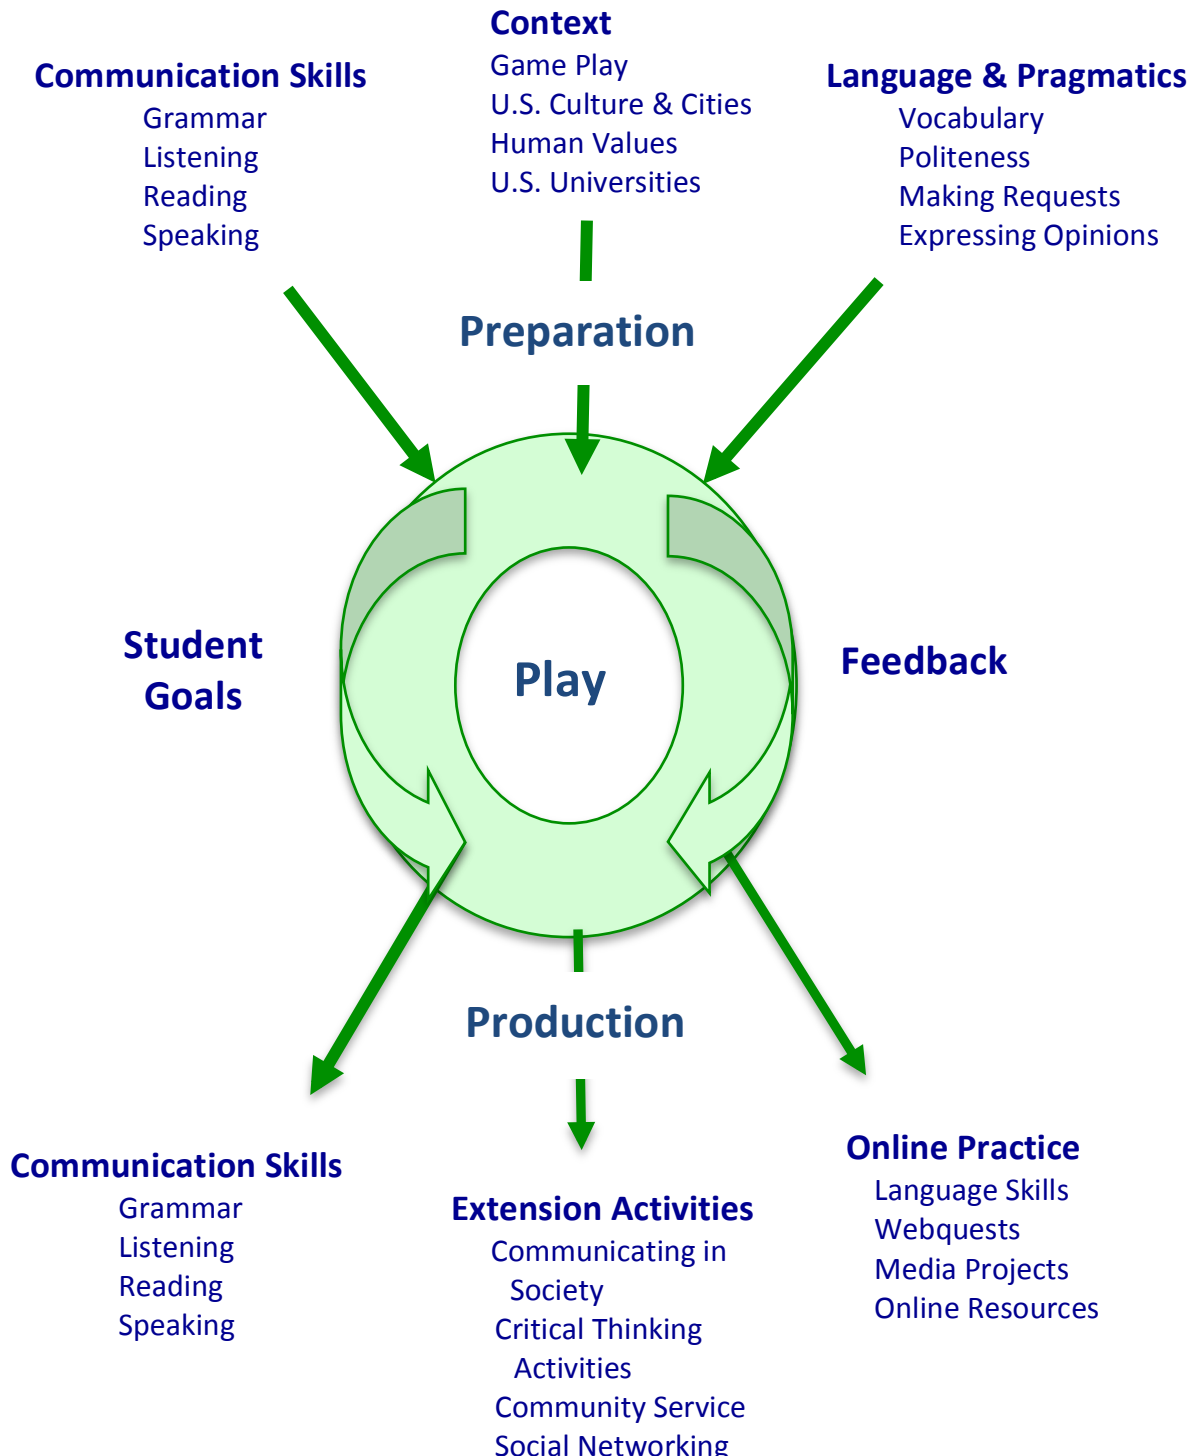 Context
Game Play
U.S. Culture & Cities
Human Values
U.S. Universities
Communication Skills
Grammar
Listening
Reading
Speaking
Language & Pragmatics
Vocabulary
Politeness
Making Requests
Expressing Opinions
Preparation
Student
Goals
Play
Feedback
Production
Communication Skills
Grammar
Listening
Reading
Speaking
Extension Activities
Communicating in
Society
Critical Thinking
Activities
Community Service
Social Networking
Online Practice
Language Skills
Webquests
Media Projects
Online Resources